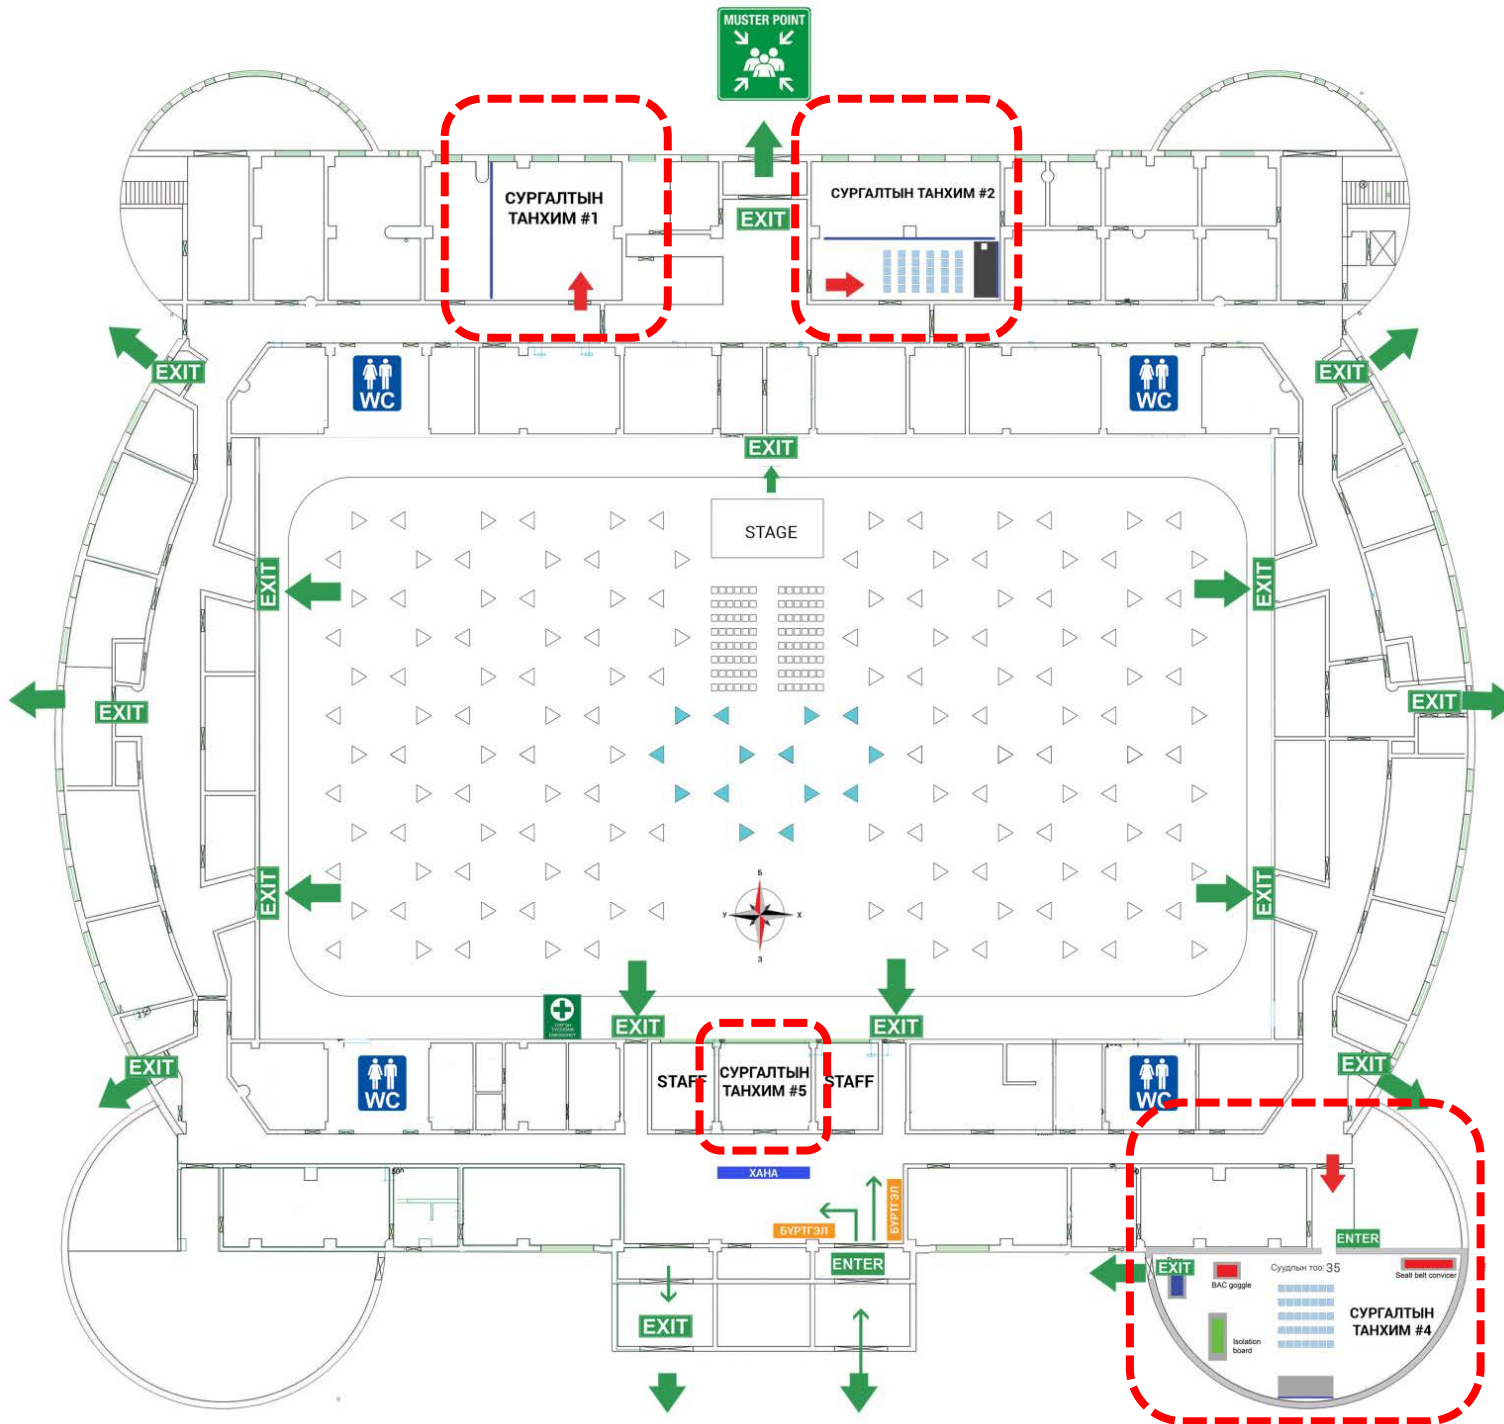 MUSTER POINT
СУРГАЛТЫН
ТАНХИМ #1
EXIT
СУРГАЛТЫН ТАНХИМ #2
EXIT
WC
WC
EXIT
EXIT
STAGE
EXIT
EXIT
EXIT
EXIT
EXIT
EXIT
Б
У
Х
З
EXIT
EXIT
EXIT
WC
STAFF
СУРГАЛТЫН
ТАНХИМ #5
STAFF
WC
EXIT
ХАНА
БҮРТГЭЛ
БҮРТГЭЛ
ENTER
EXIT
ENTER
EXIT
BAC goggle
Суудлын тоо: 35
Sealt belt convicer
Isolation
board
СУРГАЛТЫН
ТАНХИМ #4